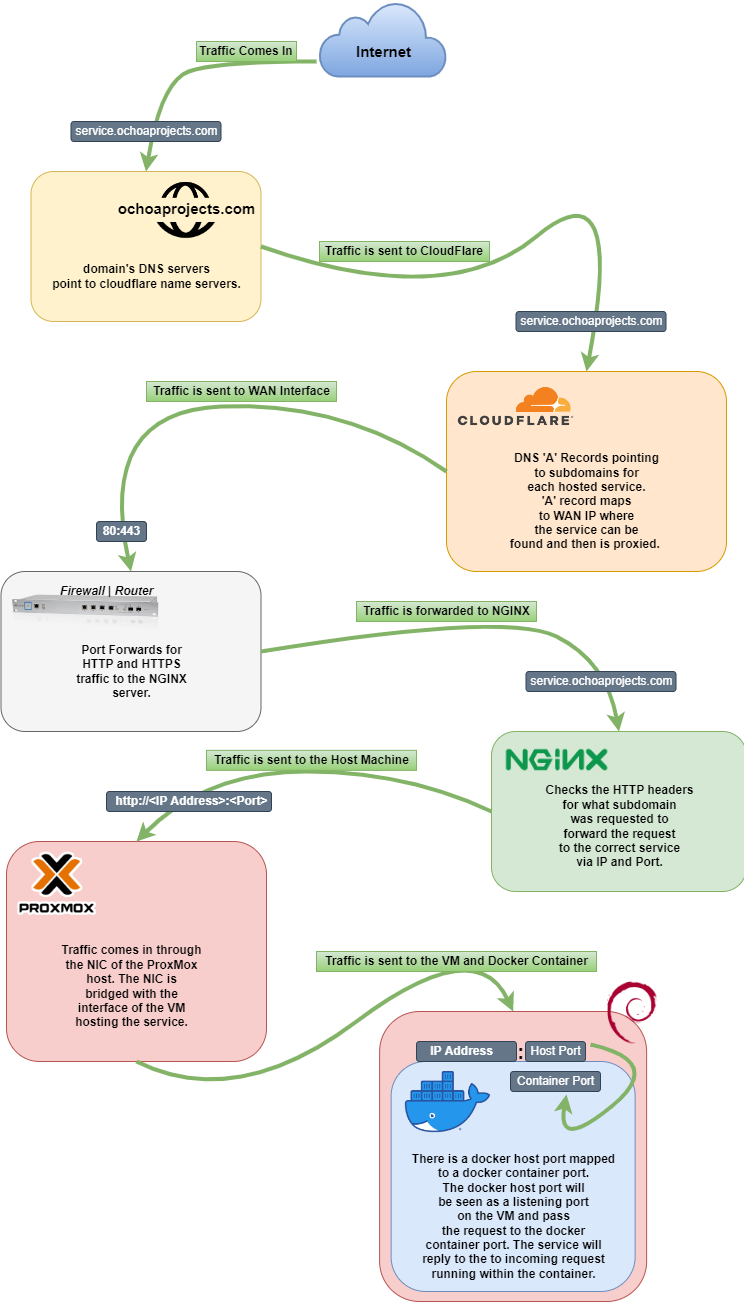 Internet
Traffic Comes In
service.ochoaprojects.com
ochoaprojects.com
domain's DNS servers
point to cloudflare name servers.
Traffic is sent to CloudFlare
service.ochoaprojects.com
CLOUDFLARE
DNS 'A' Records pointing
to subdomains for
each hosted service.
'A' record maps
to WAN IP where
the service can be
found and then is proxied.
Traffic is sent to WAN Interface
80:443
Firewall | Router
Port Forwards for
HTTP and HTTPS
traffic to the NGINX
server.
Traffic is forwarded to NGINX
service.ochoaprojects.com
NGINX
Checks the HTTP headers
for what subdomain
was requested to
forward the request
to the correct service
via IP and Port.
Traffic is sent to the Host Machine
http://<IP Address>:<Port>
PROXMOX
Traffic comes in through
the NIC of the ProxMox
host. The NIC is
bridged with the
interface of the VM
hosting the service.
Traffic is sent to the VM and Docker Container
IP Address : Host Port
Container Port
There is a docker host port mapped
to a docker container port.
The docker host port will
be seen as a listening port
on the VM and pass
the request to the docker
container port. The service will
reply to the to incoming request
running within the container.